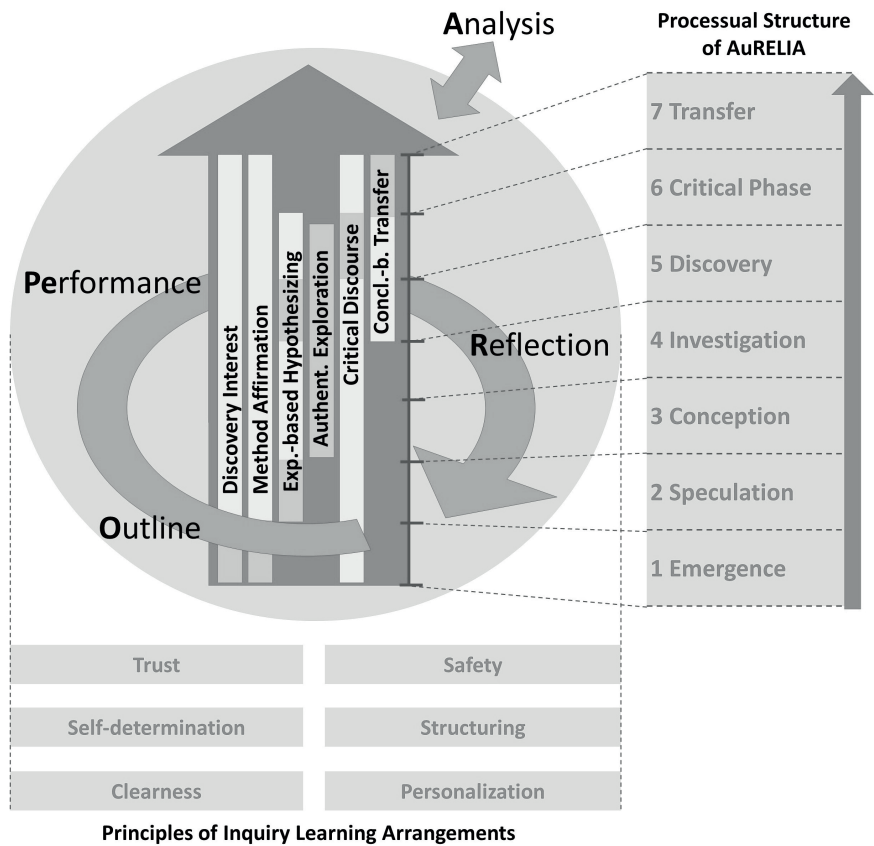 Analysis
Processual Structure
of AuRELIA
7 Transfer
6 Critical Phase
5 Discovery
4 Investigation
3 Conception
2 Speculation
1 Emergence
Performance
Reflection
Outline
Discovery Interest
Method Affirmation
Exp.-based Hypothesizing
Authent. Exploration
Critical Discourse
Concl.-b. Transfer
Trust
Safety
Self-determination
Structuring
Clearness
Personalization
Principles of Inquiry Learning Arrangements